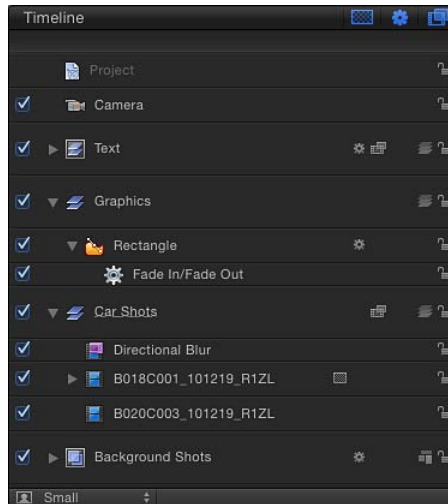 Timeline
Project
Camera
Text
Graphics
Rectangle
Fade In/Fade Out
Car Shots
Directional Blur
B018C001_101219_R1ZL
B020C003_101219_R1ZL
Background Shots
Small